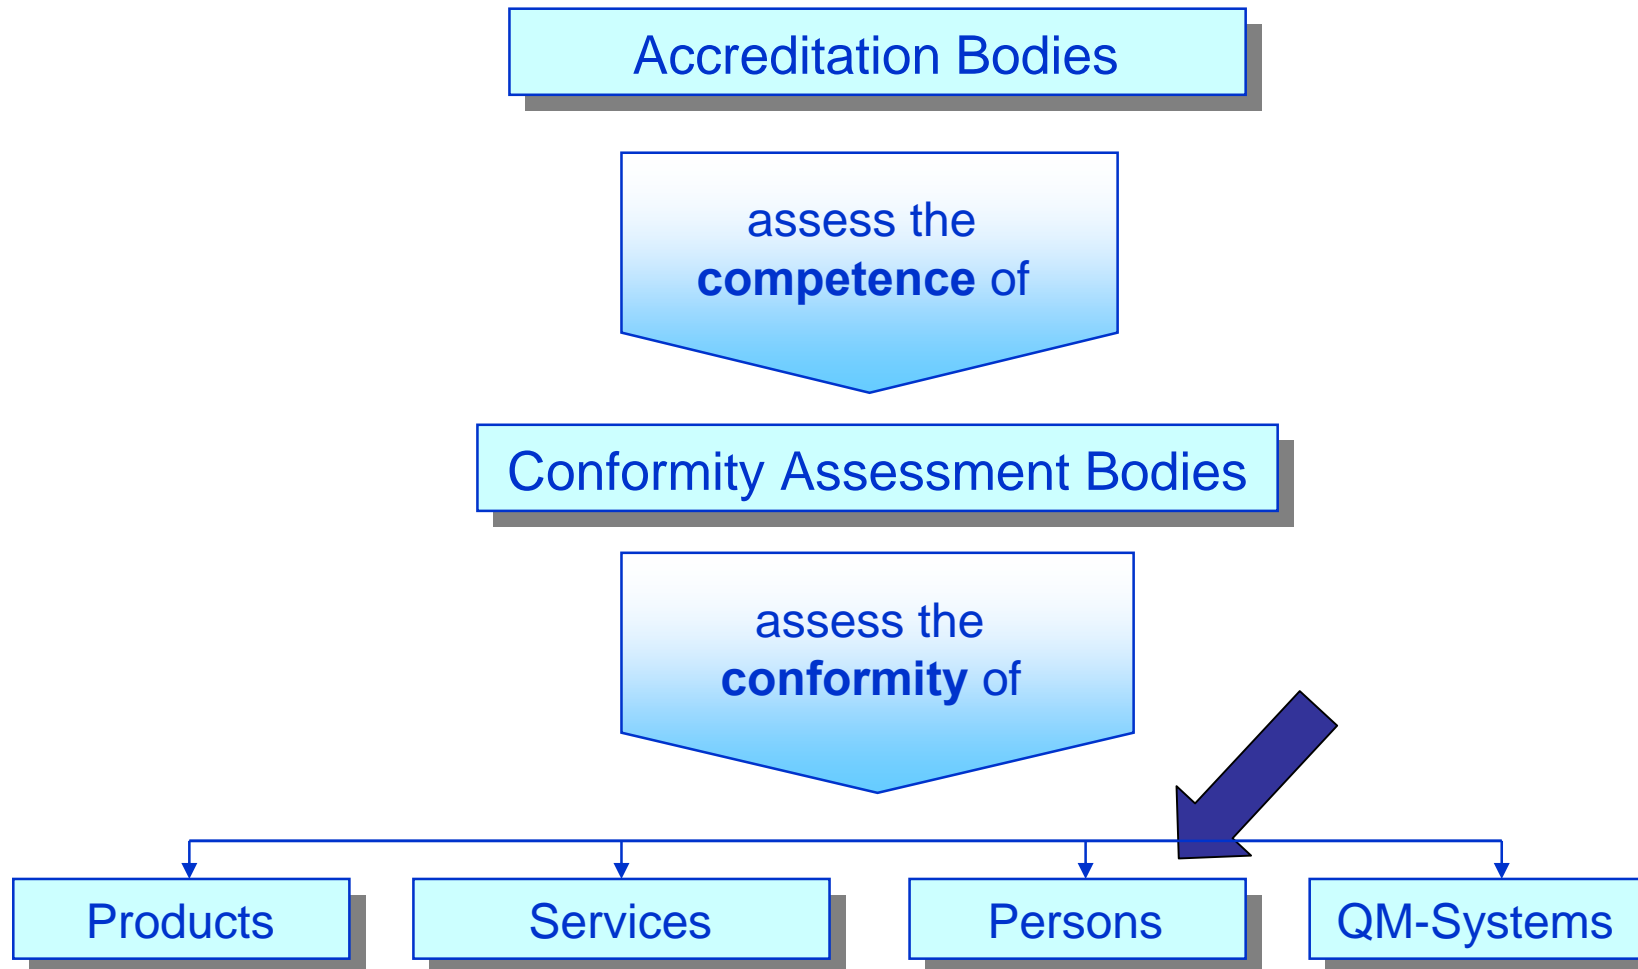 Accreditation Bodies
assess the
competence of
Conformity Assessment Bodies
assess the
conformity of
Products
Services
Persons
QM-Systems